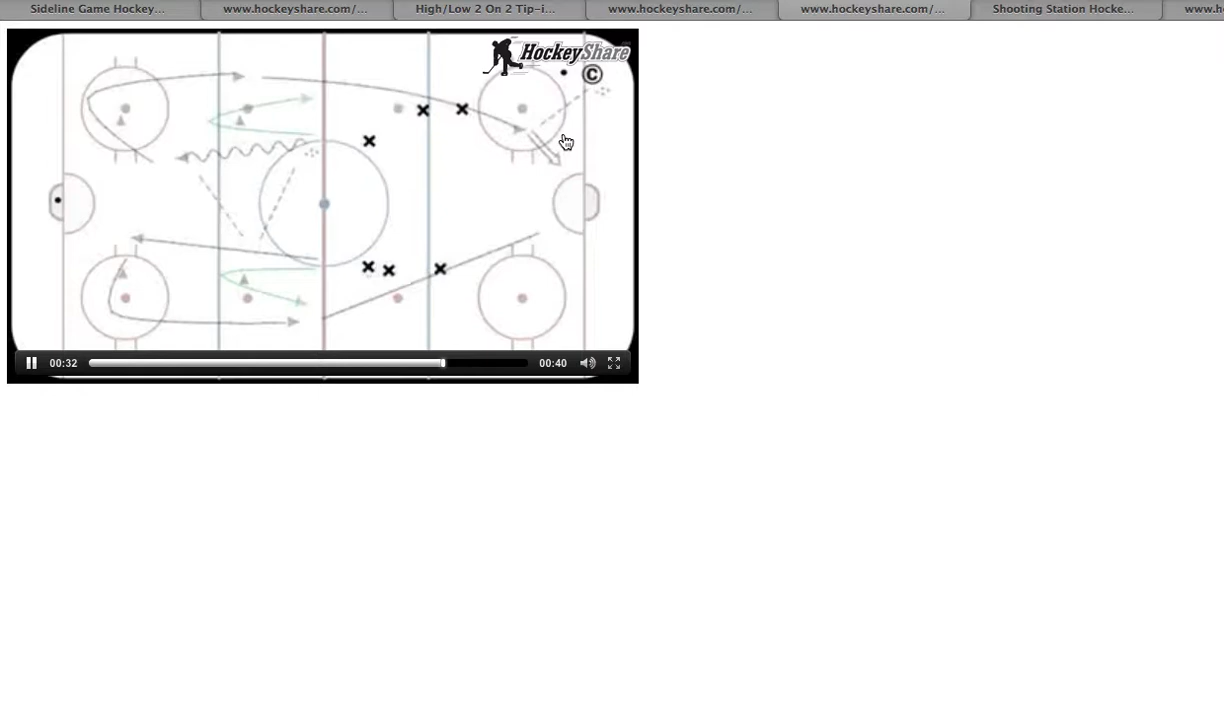 Sideline Game Hockey...
www.hockeyshare.com/...
High/Low 2 On 2 Tip-i...
www.hockeyshare.com/...
www.hockeyshare.com/...
Shooting Station Hocke...
www.h
HockeyShare
C
00:32
00:40